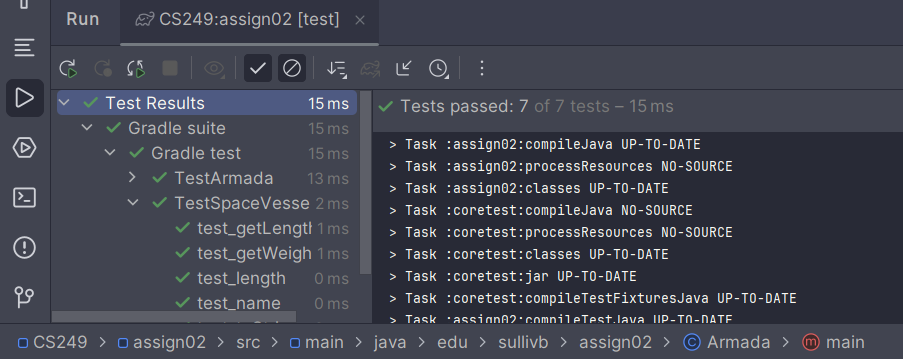 Run CS249:assign02 [test]
Test Results 15 ms
Gradle suite 15 ms
Gradle test 15 ms
TestArmada 13 ms
TestSpaceVesse 2 ms
test_getLengt 1 ms
test_getWeigh 1 ms
test_length 0 ms
test_name 0 ms
Tests passed: 7 of 7 tests – 15 ms
> Task :assign02:compileJava UP-TO-DATE
> Task :assign02:processResources NO-SOURCE
> Task :assign02:classes UP-TO-DATE
> Task :coretest:compileJava NO-SOURCE
> Task :coretest:processResources NO-SOURCE
> Task :coretest:classes UP-TO-DATE
> Task :coretest:jar UP-TO-DATE
> Task :coretest:compileTestFixturesJava UP-TO-DATE
> Task :assign02:compileTestJava UP-TO-DATE
CS249 > assign02 > src > main > java > edu > sullivb > assign02 > C Armada > m main